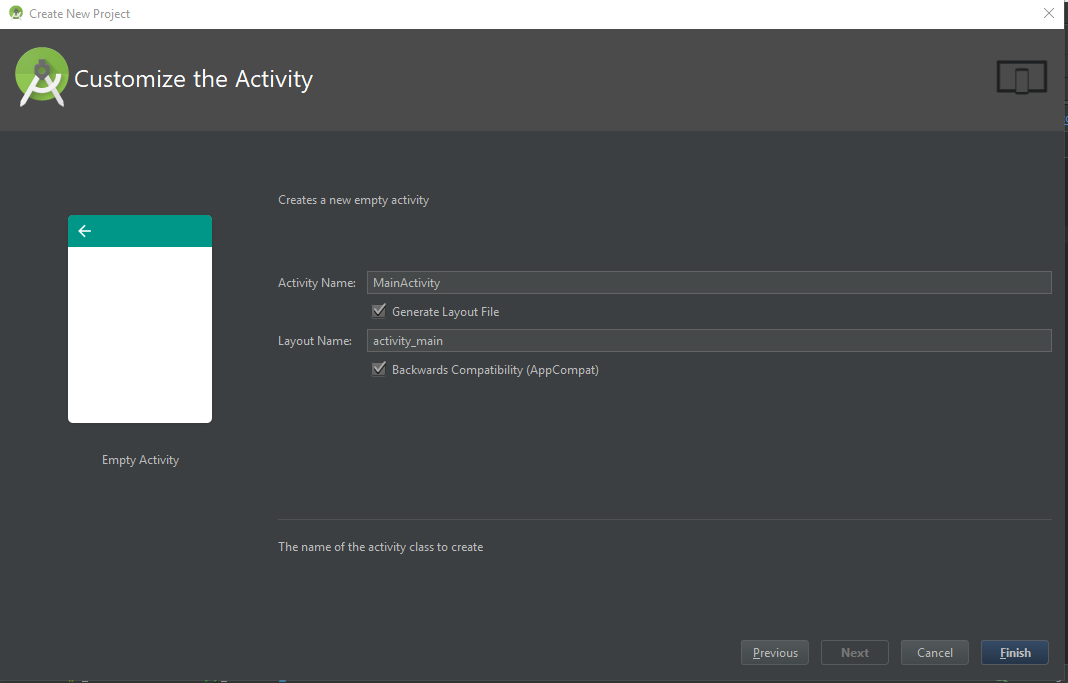 Create New Project
Customize the Activity
Creates a new empty activity
Activity Name: MainActivity
Generate Layout File
Layout Name: activity_main
Backwards Compatibility (AppCompat)
Empty Activity
The name of the activity class to create
Previous Next Cancel Finish